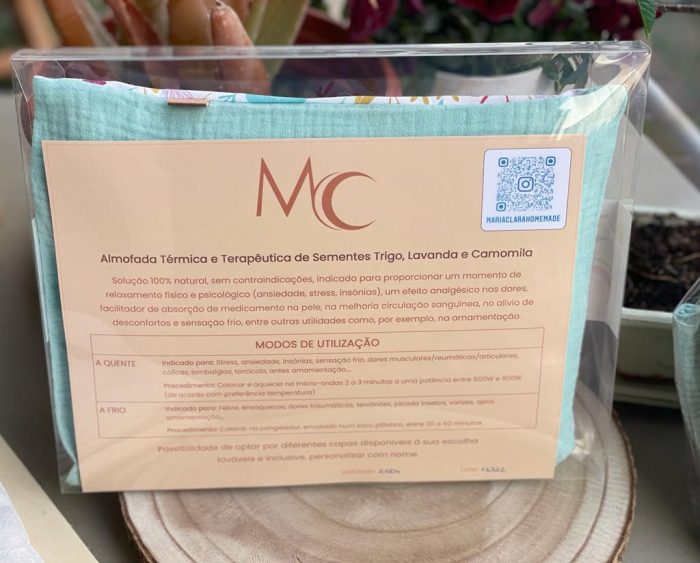 MC
MARIACLARAHOMEMADE
Almofada Térmica e Terapêutica de Sementes Trigo, Lavanda e Camomila
Solução 100% natural, sem contraindicações, indicada para proporcionar um momento de
relaxamento físico e psicológico (ansiedade, stress, insónias), um efeito analgésico nas dores,
facilitador de absorção de medicamento na pele, na melhoria circulação sanguínea, no alívio de
desconfortos e sensação frio, entre outras utilidades como, por exemplo, na amamentação.
MODOS DE UTILIZAÇÃO
A QUENTE
Indicado para: Stress, ansiedade, insónias, sensação frio, dores musculares/reumáticas/articulares,
cólicas, lombalgias, torcicolo, antes amamentação,...
Procedimento: Colocar e aquecer no micro-ondas 2 a 3 minutos a uma potência entre 600W e 900W
(de acordo com preferência temperatura)
A FRIO
Indicado para: Febre, enxaquecas, dores traumáticas, tendinites, picada insetos, varizes, após
amamentação,...
Procedimento: Colocar no congelador, envolvido num saco plástico, entre 30 a 60 minutos
Possibilidade de optar por diferentes capas disponíveis à sua escolha
laváveis e inclusive, personalizar com nome.
Validade: 2024 Lote: 16322